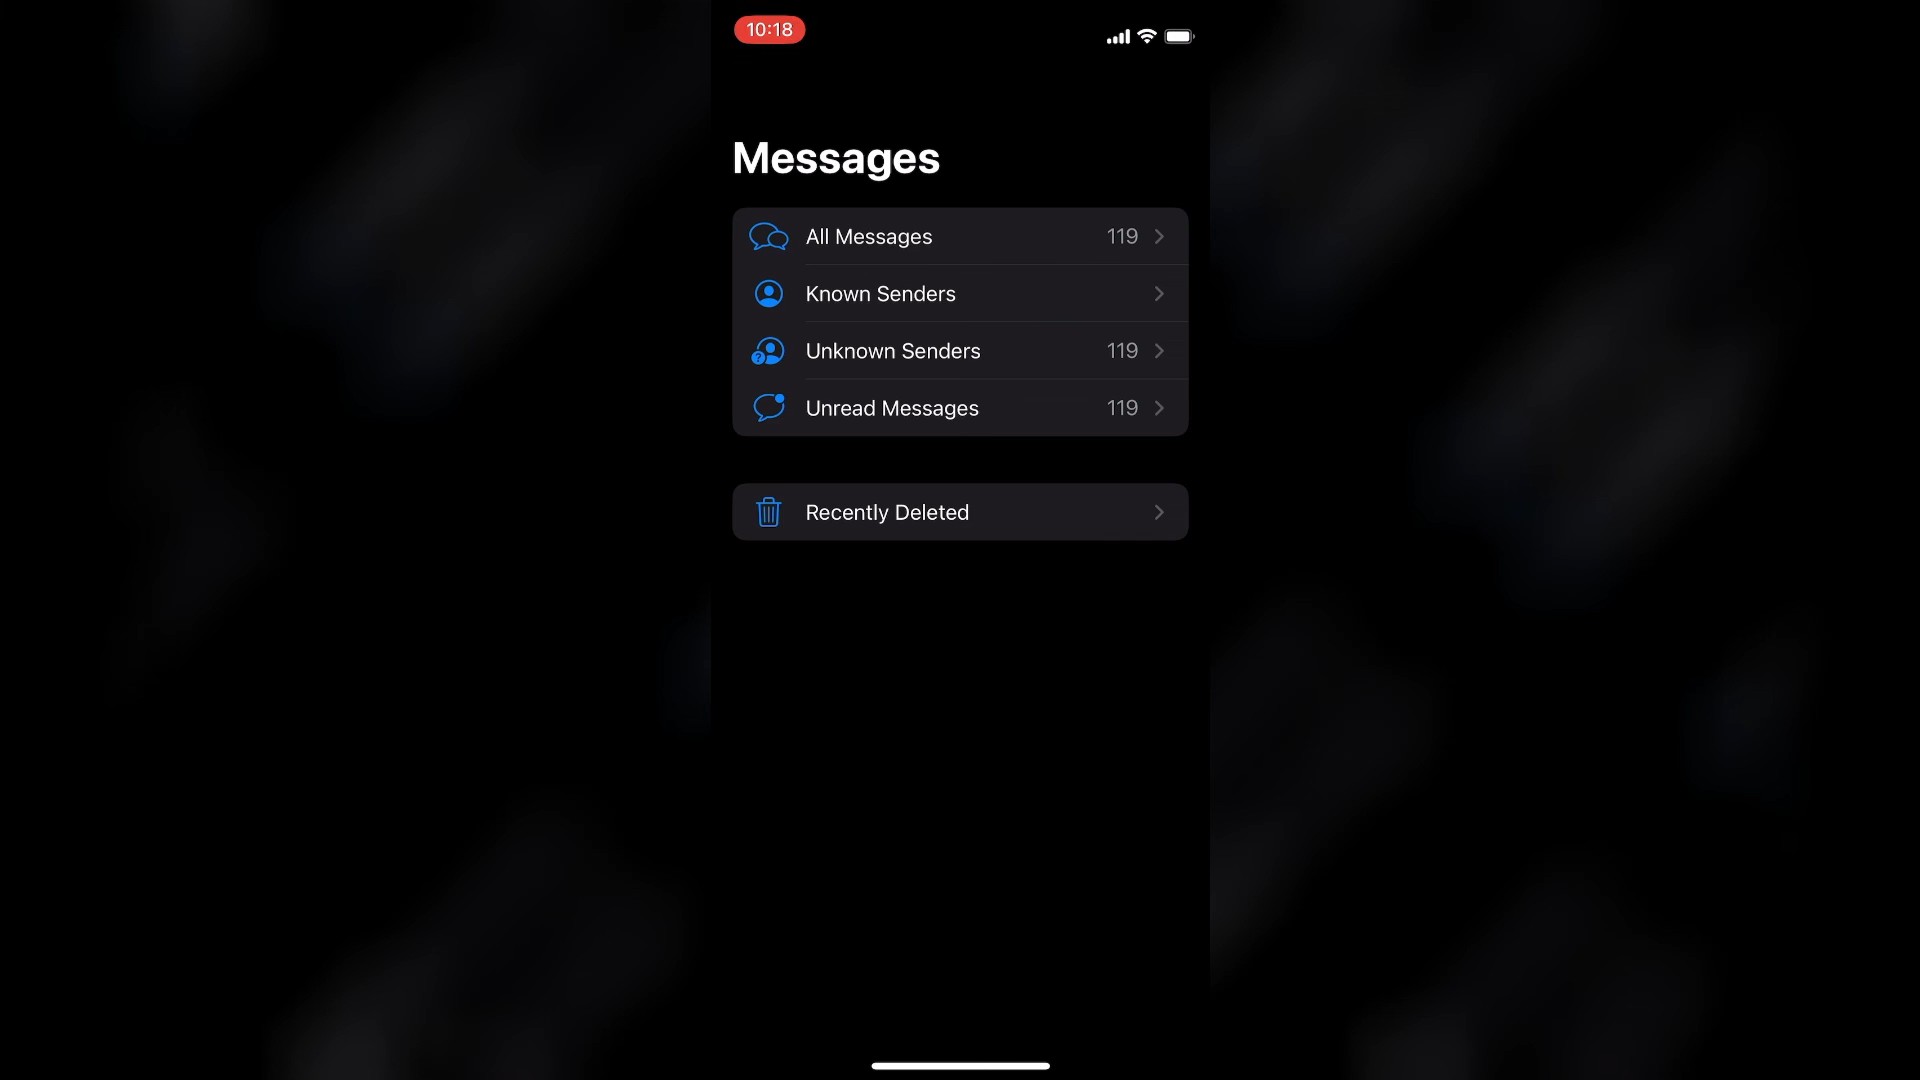 10:18
Messages
All Messages 119
Known Senders
Unknown Senders 119
Unread Messages 119
Recently Deleted